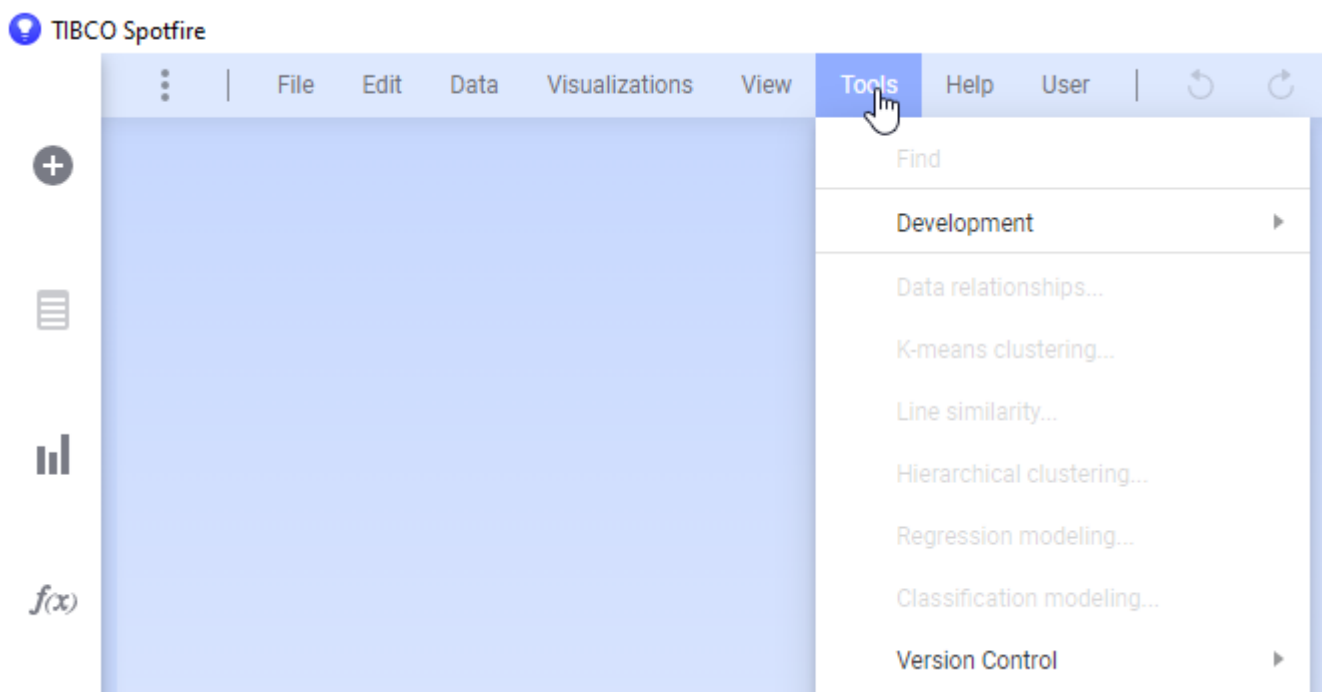 TIBCO Spotfire
File Edit Data Visualizations View Tools Help User
Find
Development
Data relationships...
K-means clustering...
Line similarity...
Hierarchical clustering...
Regression modeling...
Classification modeling...
f(x)
Version Control